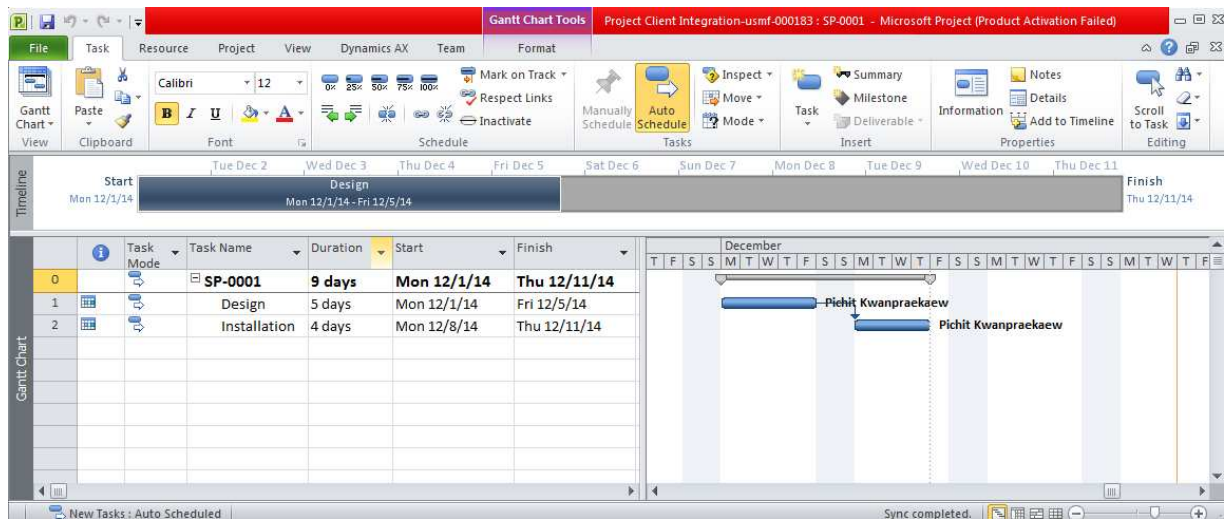 Gantt Chart Tools
Project Client Integration-usmf-000183 : SP-0001 - Microsoft Project (Product Activation Failed)
File Task Resource Project View Dynamics AX Team Format
Gantt Chart
View
Paste
Clipboard
Calibri 12
B I U A
Font
0% 25% 50% 75% 100%
Mark on Track
Respect Links
Inactivate
Schedule
Manually Schedule
Auto Schedule
Inspect
Move
Mode
Tasks
Task
Summary
Milestone
Deliverable
Insert
Information
Notes
Details
Add to Timeline
Properties
Scroll to Task
Editing
Timeline
Tue Dec 2 Wed Dec 3 Thu Dec 4 Fri Dec 5 Sat Dec 6 Sun Dec 7 Mon Dec 8 Tue Dec 9 Wed Dec 10 Thu Dec 11
Start
Mon 12/1/14
Design
Mon 12/1/14 - Fri 12/5/14
Finish
Thu 12/11/14
Gantt Chart
Task Mode Task Name Duration Start Finish
December
T F S S M T W T F S S M T W T F S S M T W T F S S M T W T F
0 SP-0001 9 days Mon 12/1/14 Thu 12/11/14
1 Design 5 days Mon 12/1/14 Fri 12/5/14 Pichit Kwanpraekaew
2 Installation 4 days Mon 12/8/14 Thu 12/11/14 Pichit Kwanpraekaew
New Tasks : Auto Scheduled
Sync completed.